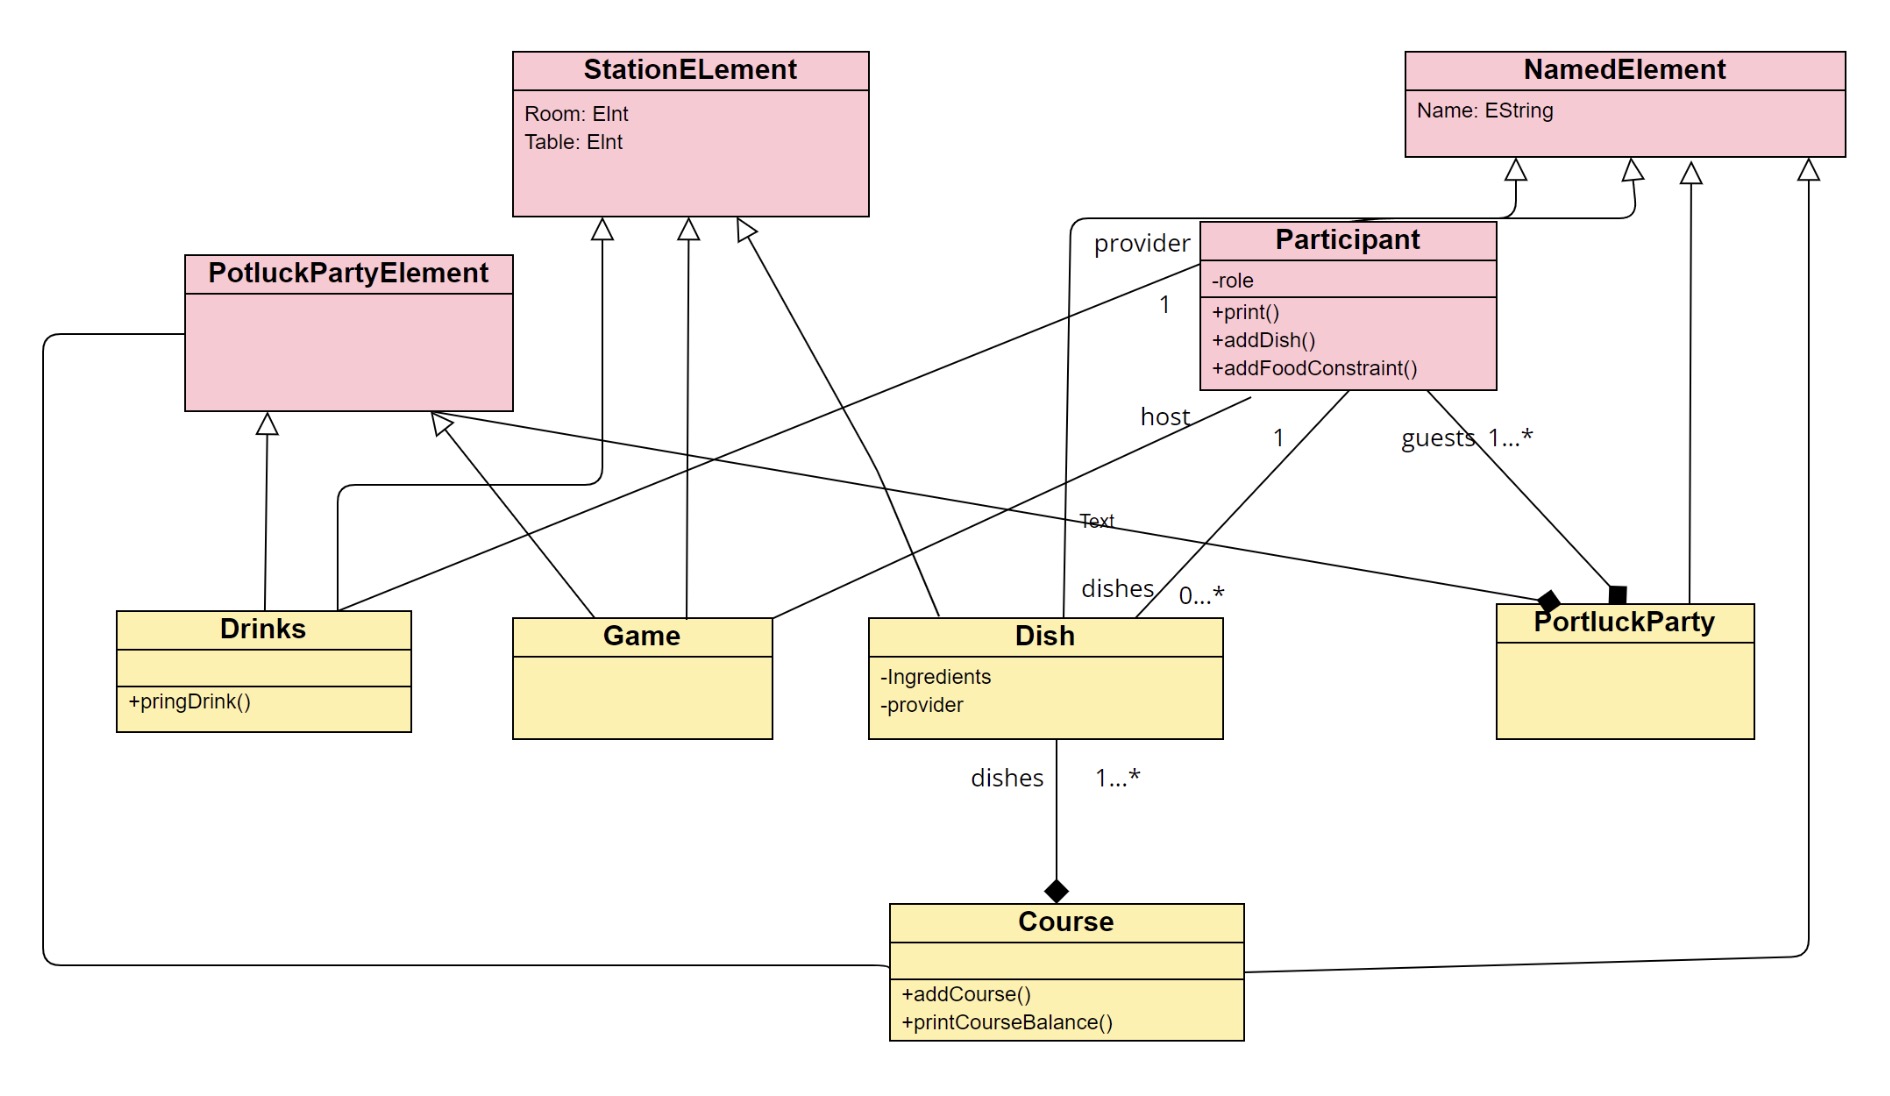 StationELement
Room: EInt
Table: EInt
NamedElement
Name: EString
PotluckPartyElement
provider
1
Participant
-role
+print()
+addDish()
+addFoodConstraint()
host
1
guests
1...*
Text
dishes
0...*
Drinks
+pringDrink()
Game
Dish
-Ingredients
-provider
PortluckParty
dishes
1...*
Course
+addCourse()
+printCourseBalance()